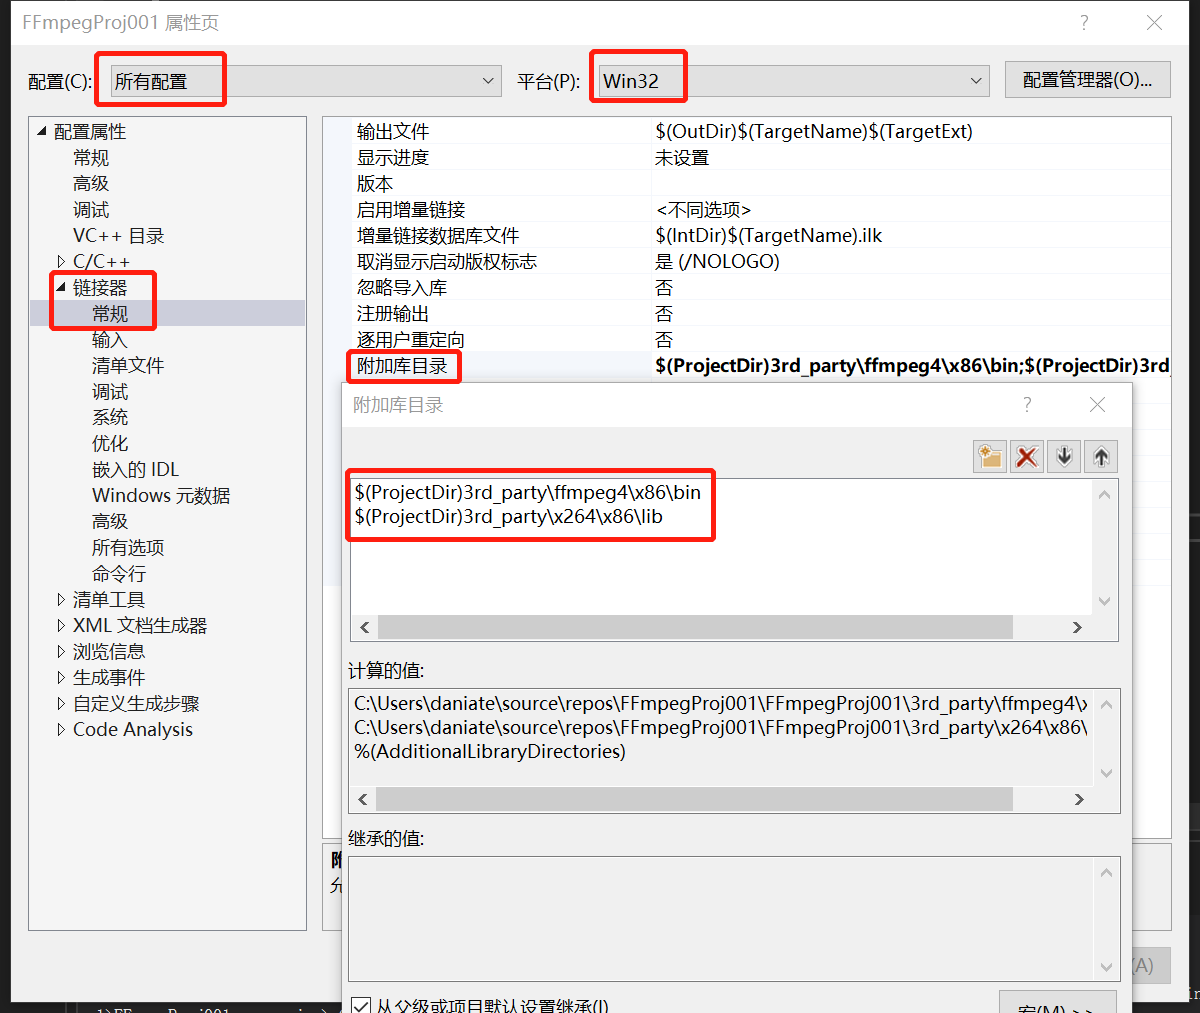 FFmpegProj001 属性页
配置(C): 所有配置 平台(P): Win32 配置管理器(O)...
配置属性
常规
高级
调试
VC++ 目录
C/C++
链接器
常规
输入
清单文件
调试
系统
优化
嵌入的 IDL
Windows 元数据
高级
所有选项
命令行
清单工具
XML 文档生成器
浏览信息
生成事件
自定义生成步骤
Code Analysis
输出文件 $(OutDir)$(TargetName)$(TargetExt)
显示进度 未设置
版本
启用增量链接 <不同选项>
增量链接数据库文件 $(IntDir)$(TargetName).ilk
取消显示启动版权标志 是 (/NOLOGO)
忽略导入库 否
注册输出 否
逐用户重定向 否
附加库目录 $(ProjectDir)3rd_party\ffmpeg4\x86\bin;$(ProjectDir)3rd
附加库目录
$(ProjectDir)3rd_party\ffmpeg4\x86\bin
$(ProjectDir)3rd_party\x264\x86\lib
计算的值:
C:\Users\daniate\source\repos\FFmpegProj001\FFmpegProj001\3rd_party\ffmpeg4\x
C:\Users\daniate\source\repos\FFmpegProj001\FFmpegProj001\3rd_party\x264\x86\
%(AdditionalLibraryDirectories)
继承的值:
从父级或项目默认设置继承(I)
宏(M) >>
(A)